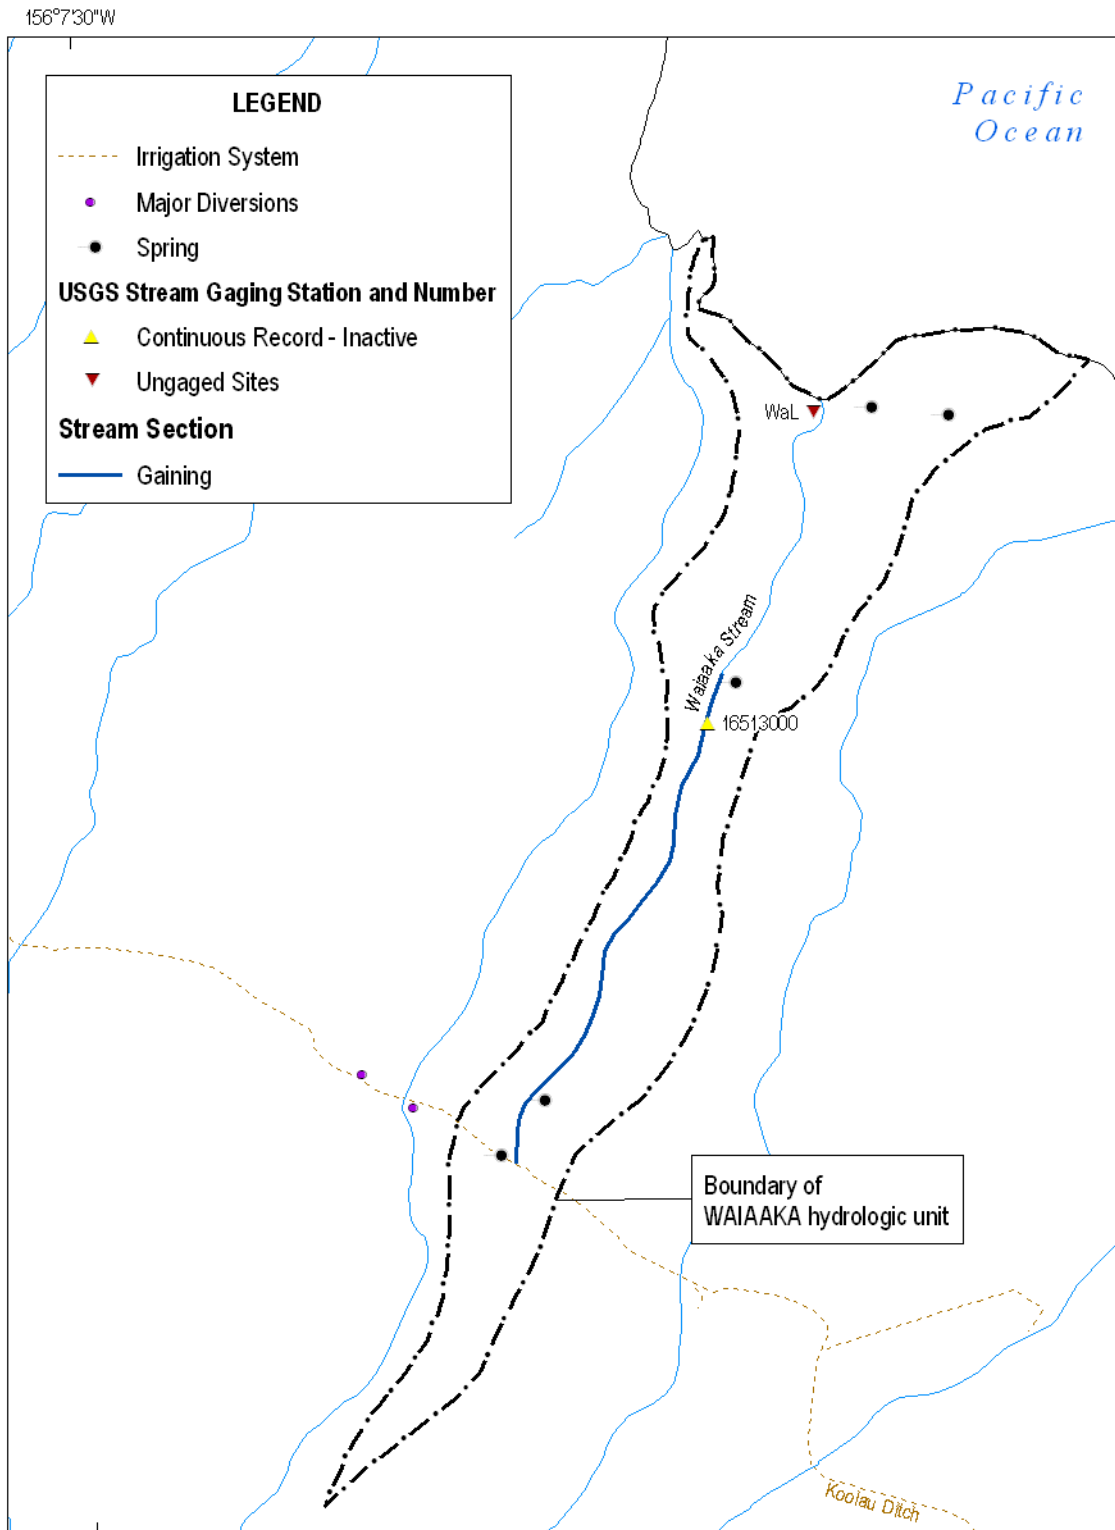 156°7'30"W
LEGEND
Irrigation System
Major Diversions
Spring
USGS Stream Gaging Station and Number
Continuous Record - Inactive
Ungaged Sites
Stream Section
Gaining
Pacific
Ocean
WaL
Waiaaka Stream
16513000
Boundary of
WAIAAKA hydrologic unit
Koolau Ditch